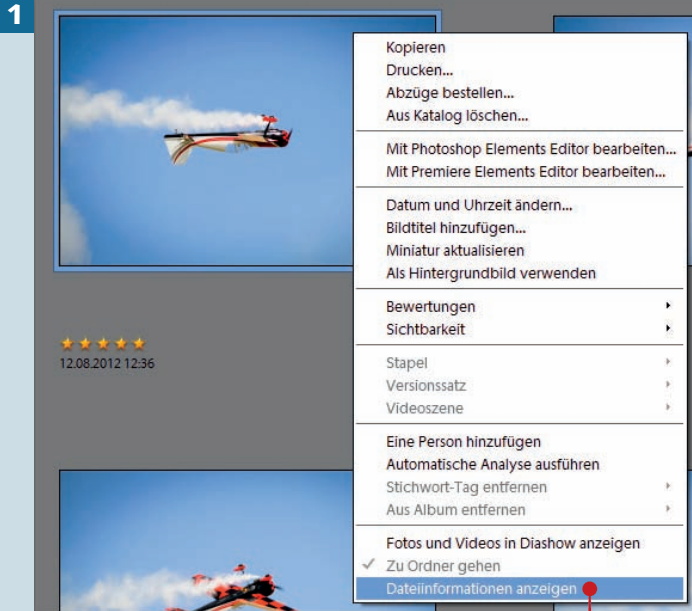 1
Kopieren
Drucken...
Abzüge bestellen...
Aus Katalog löschen...
Mit Photoshop Elements Editor bearbeiten...
Mit Premiere Elements Editor bearbeiten...
Datum und Uhrzeit ändern...
Bildtitel hinzufügen...
Miniatur aktualisieren
Als Hintergrundbild verwenden
Bewertungen
Sichtbarkeit
12.08.2012 12:36
Stapel
Versionssatz
Videoszene
Eine Person hinzufügen
Automatische Analyse ausführen
Stichwort-Tag entfernen
Aus Album entfernen
Fotos und Videos in Diashow anzeigen
Zu Ordner gehen
Dateiinformationen anzeigen